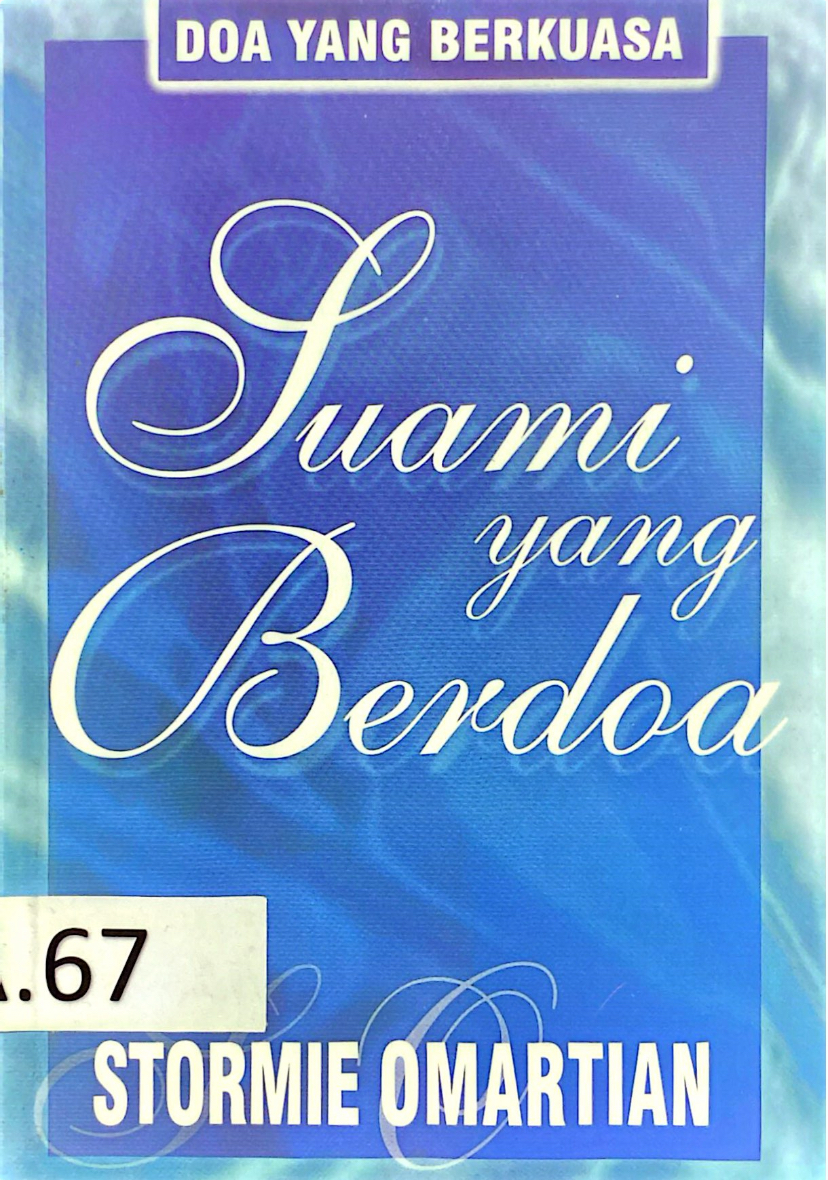 DOA YANG BERKUASA
Suami
yang
Berdoa
.67
STORMIE OMARTIAN